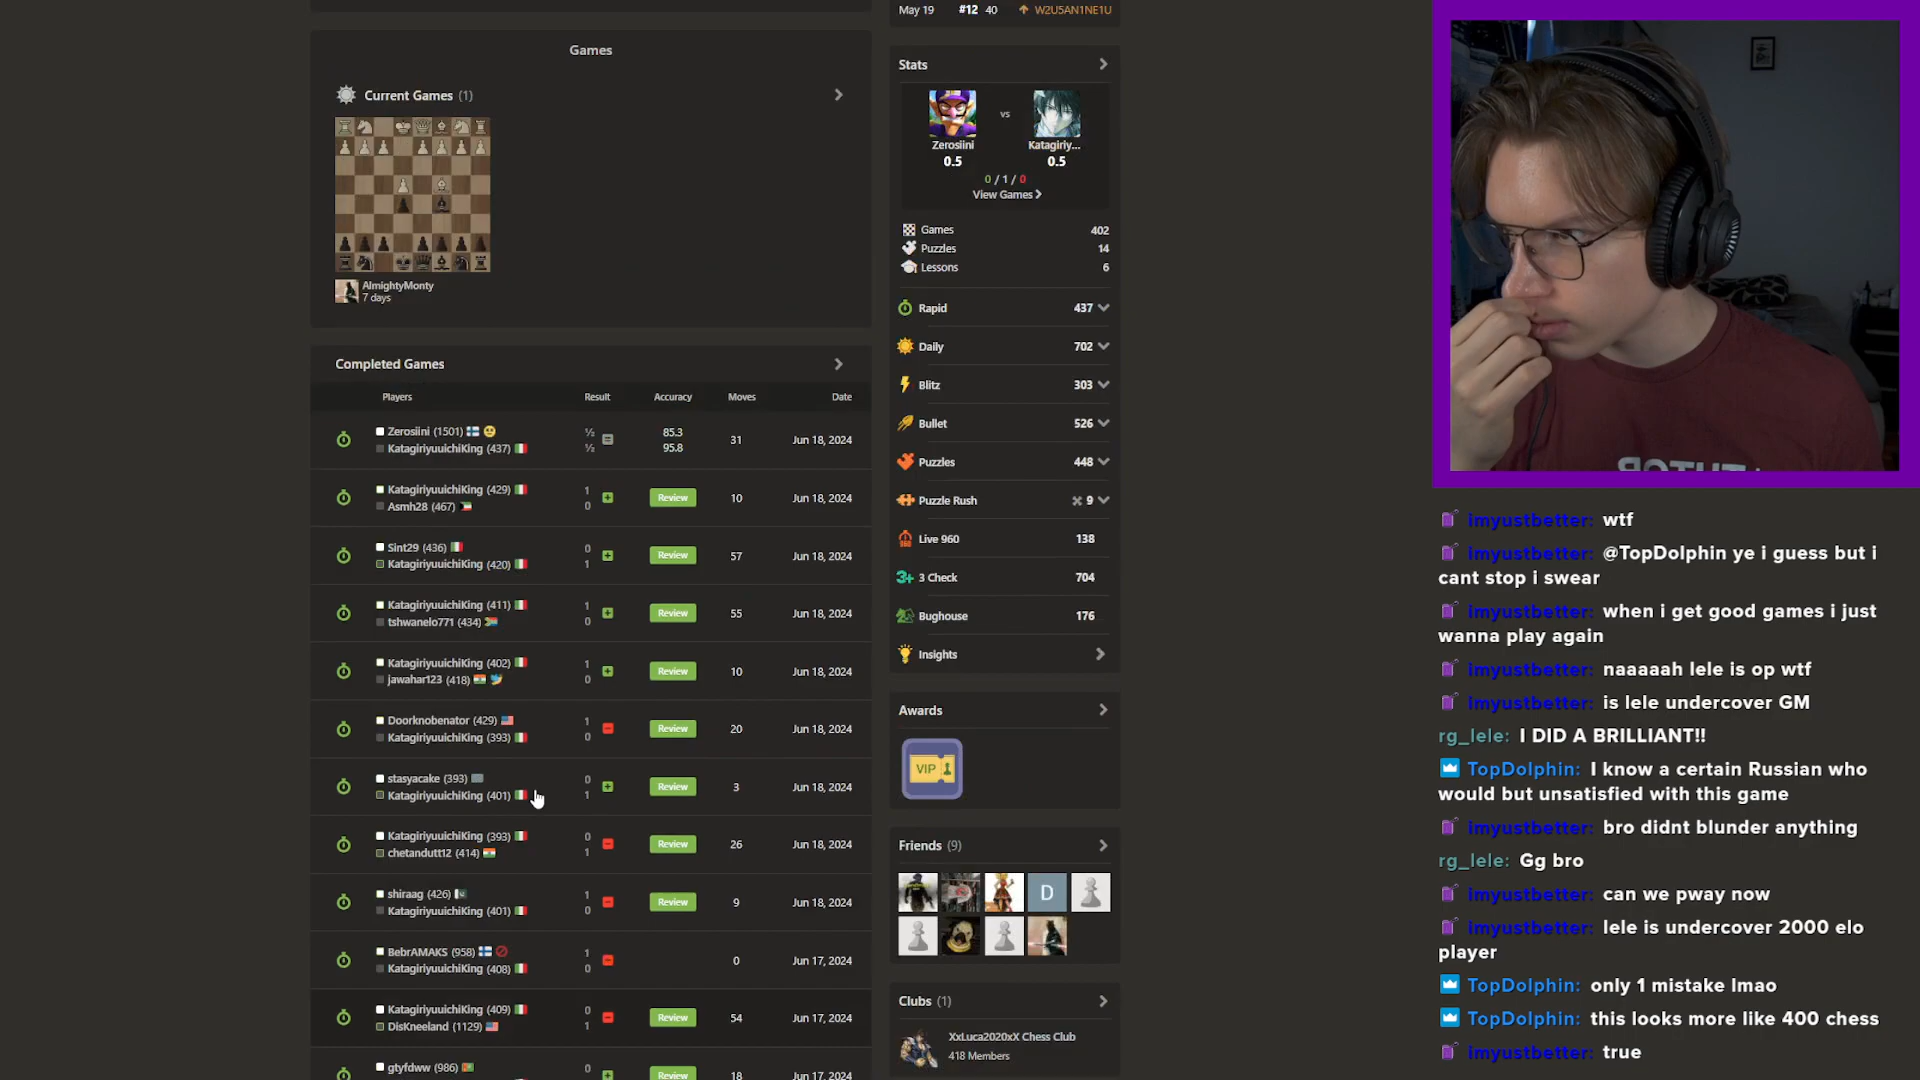 May 19 #12 40 W2U5AN1NE1U
Games
Current Games (1)
AlmightyMonty
7 days
Completed Games
Players Result Accuracy Moves Date
Zerosiini (1501) ½ 85.3 31 Jun 18, 2024
KatagiriyuuichiKing (437) ½ 95.8
KatagiriyuuichiKing (429) 1 Review 10 Jun 18, 2024
Asmh28 (467) 0
Sint29 (436) 0 Review 57 Jun 18, 2024
KatagiriyuuichiKing (420) 1
KatagiriyuuichiKing (411) 1 Review 55 Jun 18, 2024
tshwanelo771 (434) 0
KatagiriyuuichiKing (402) 1 Review 10 Jun 18, 2024
jawahar123 (418) 0
Doorknobenator (429) 1 Review 20 Jun 18, 2024
KatagiriyuuichiKing (393) 0
stasyacake (393) 0 Review 3 Jun 18, 2024
KatagiriyuuichiKing (401) 1
KatagiriyuuichiKing (393) 0 Review 26 Jun 18, 2024
chetandutt12 (414) 1
shiraag (426) 1 Review 9 Jun 18, 2024
KatagiriyuuichiKing (401) 0
BebrAMAKS (958) 1 0 Jun 17, 2024
KatagiriyuuichiKing (408) 0
KatagiriyuuichiKing (409) 0 Review 54 Jun 17, 2024
DisKneeland (1129) 1
gtyfdww (986) 0 Review 18 Jun 17, 2024
Stats
vs
Zerosiini Katagiriy...
0.5 0.5
0 / 1 / 0
View Games
Games 402
Puzzles 14
Lessons 6
Rapid 437
Daily 702
Blitz 303
Bullet 526
Puzzles 448
Puzzle Rush 9
Live 960 138
3 Check 704
Bughouse 176
Insights
Awards
VIP
Friends (9)
D
Clubs (1)
XxLuca2020xX Chess Club
418 Members
imyustbetter: wtf
imyustbetter: @TopDolphin ye i guess but i
cant stop i swear
imyustbetter: when i get good games i just
wanna play again
imyustbetter: naaaaah lele is op wtf
imyustbetter: is lele undercover GM
rg_lele: I DID A BRILLIANT!!
TopDolphin: I know a certain Russian who
would but unsatisfied with this game
imyustbetter: bro didnt blunder anything
rg_lele: Gg bro
imyustbetter: can we pway now
imyustbetter: lele is undercover 2000 elo
player
TopDolphin: only 1 mistake lmao
TopDolphin: this looks more like 400 chess
imyustbetter: true